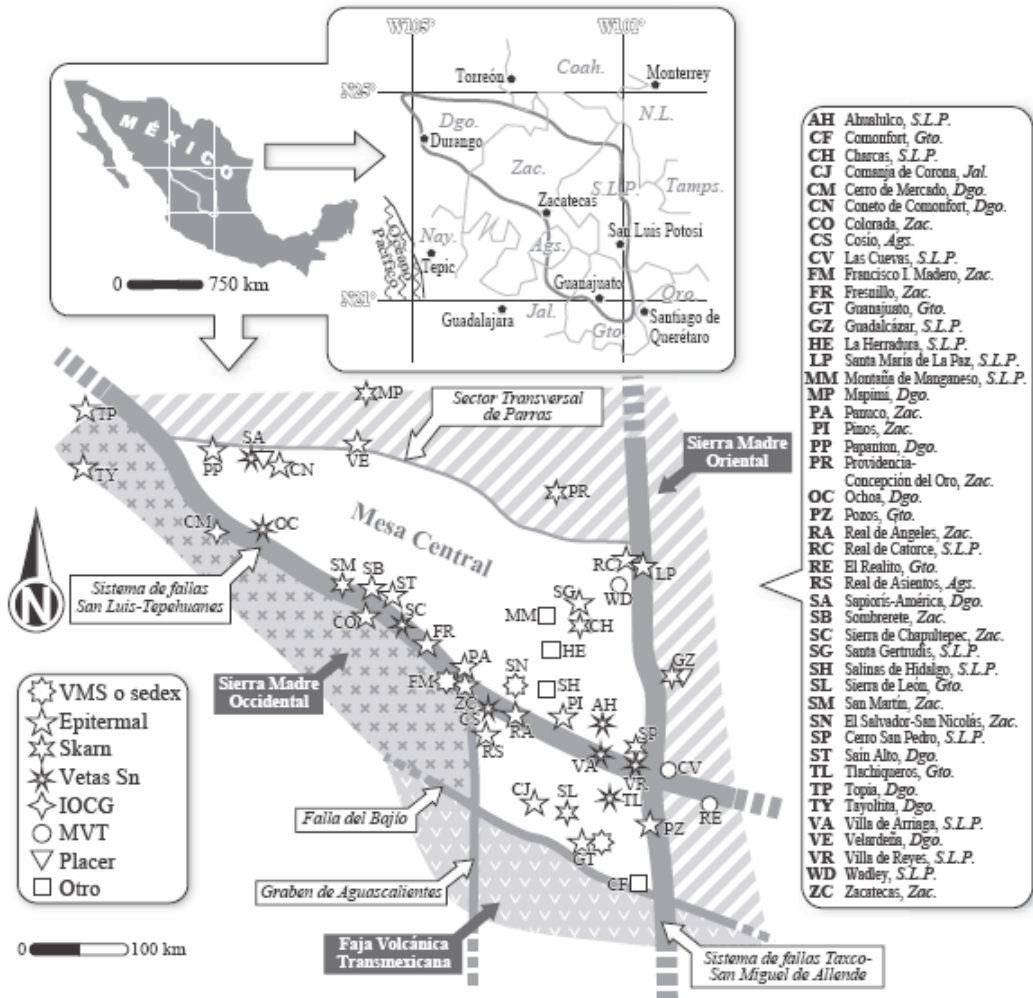 W105º
W101º
Torreón
Coah.
Monterrey
N25º
N.L.
Dgo.
Durango
Zac.
S.L.P.
Tamps.
Zacatecas
San Luis Potosí
Nay.
Ags.
Océano
Pacífico
Tepic
Guanajuato
Qro.
N21º
Guadalajara
Jal.
Gto.
Santiago de
Querétaro
MÉXICO
0 750 km
TP
MP
Sector Transversal
de Parras
SA
TY
PP
CN
VE
Sierra Madre
Oriental
PR
CM
OC
Mesa Central
N
Sistema de fallas
San Luis-Tepehuanes
SM
SB
ST
RC
LP
WD
SG
SC
CO
MM
CH
FR
HE
PA
SN
GZ
Sierra Madre
Occidental
FM
SH
ZC
PI
AH
CS
RA
SP
RS
VA
CV
VR
CJ
SL
TL
RE
Falla del Bajío
PZ
GT
Graben de Aguascalientes
CF
Faja Volcánica
Transmexicana
Sistema de fallas Taxco-
San Miguel de Allende
VMS o sedex
Epitermal
Skarn
Vetas Sn
IOCG
MVT
Placer
Otro
0 100 km
AH Ahualulco, S.L.P.
CF Comonfort, Gto.
CH Charcas, S.L.P.
CJ Comanja de Corona, Jal.
CM Cerro de Mercado, Dgo.
CN Coneto de Comonfort, Dgo.
CO Colorada, Zac.
CS Cosío, Ags.
CV Las Cuevas, S.L.P.
FM Francisco I. Madero, Zac.
FR Fresnillo, Zac.
GT Guanajuato, Gto.
GZ Guadalcázar, S.L.P.
HE La Herradura, S.L.P.
LP Santa María de La Paz, S.L.P.
MM Montaña de Manganeso, S.L.P.
MP Mapimí, Dgo.
PA Panuco, Zac.
PI Pinos, Zac.
PP Papanton, Dgo.
PR Providencia-
Concepción del Oro, Zac.
OC Ochoa, Dgo.
PZ Pozos, Gto.
RA Real de Angeles, Zac.
RC Real de Catorce, S.L.P.
RE El Realito, Gto.
RS Real de Asientos, Ags.
SA Sapiorís-América, Dgo.
SB Sombrerete, Zac.
SC Sierra de Chapultepec, Zac.
SG Santa Gertrudis, S.L.P.
SH Salinas de Hidalgo, S.L.P.
SL Sierra de León, Gto.
SM San Martín, Zac.
SN El Salvador-San Nicolás, Zac.
SP Cerro San Pedro, S.L.P.
ST Saín Alto, Dgo.
TL Tlachiqueros, Gto.
TP Topia, Dgo.
TY Tayoltita, Dgo.
VA Villa de Arriaga, S.L.P.
VE Velardeña, Dgo.
VR Villa de Reyes, S.L.P.
WD Wadley, S.L.P.
ZC Zacatecas, Zac.